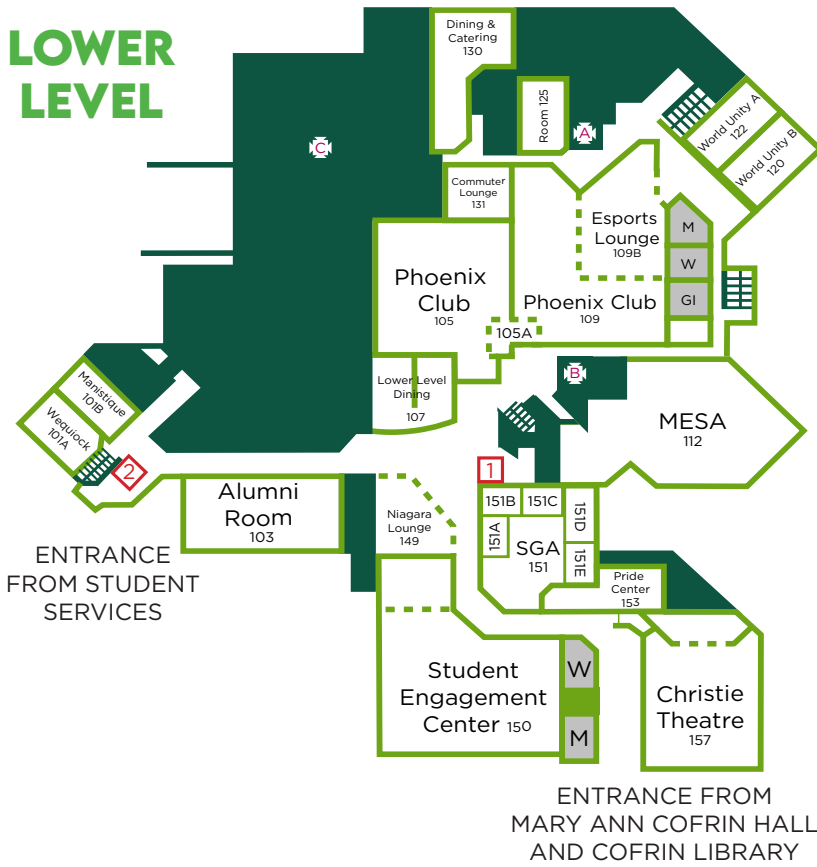 LOWER
LEVEL
Dining &
Catering
130
Room 125
A
C
World Unity A
122
World Unity B
120
Commuter
Lounge
131
Esports
Lounge
109B
M
W
GI
Phoenix
Club
105
Phoenix Club
109
105A
Lower Level
Dining
107
B
MESA
112
Manistique
101B
Wequiock
101A
2
1
Alumni
Room
103
Niagara
Lounge
149
151B
151C
151D
151A
SGA
151
151E
Pride
Center
153
ENTRANCE
FROM STUDENT
SERVICES
Student
Engagement
Center 150
W
M
Christie
Theatre
157
ENTRANCE FROM
MARY ANN COFRIN HALL
AND COFRIN LIBRARY